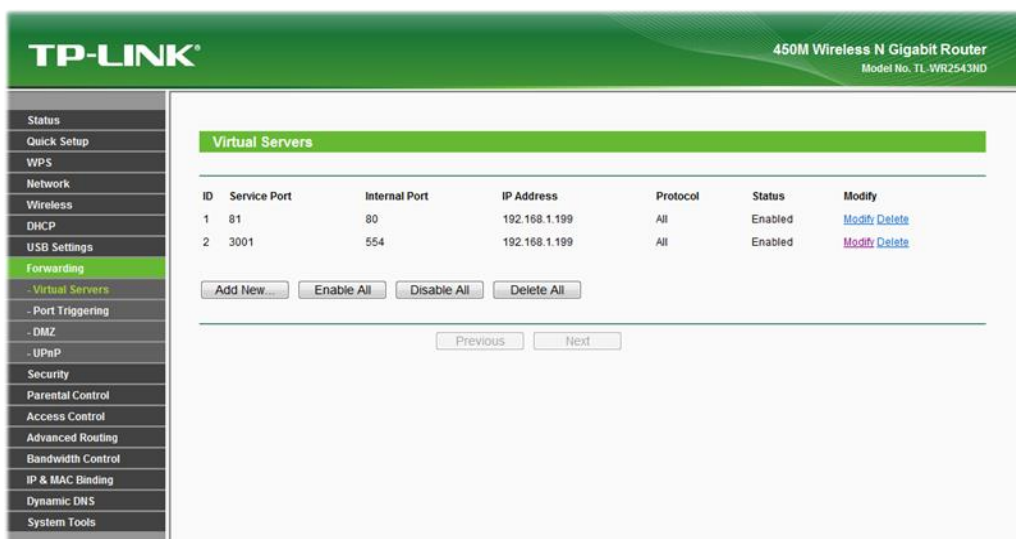 TP-LINK®
450M Wireless N Gigabit Router
Model No. TL-WR2543ND
Status
Quick Setup
WPS
Network
Wireless
DHCP
USB Settings
Forwarding
- Virtual Servers
- Port Triggering
- DMZ
- UPnP
Security
Parental Control
Access Control
Advanced Routing
Bandwidth Control
IP & MAC Binding
Dynamic DNS
System Tools
Virtual Servers
ID Service Port Internal Port IP Address Protocol Status Modify
1 81 80 192.168.1.199 All Enabled Modify Delete
2 3001 554 192.168.1.199 All Enabled Modify Delete
Add New... Enable All Disable All Delete All
Previous Next